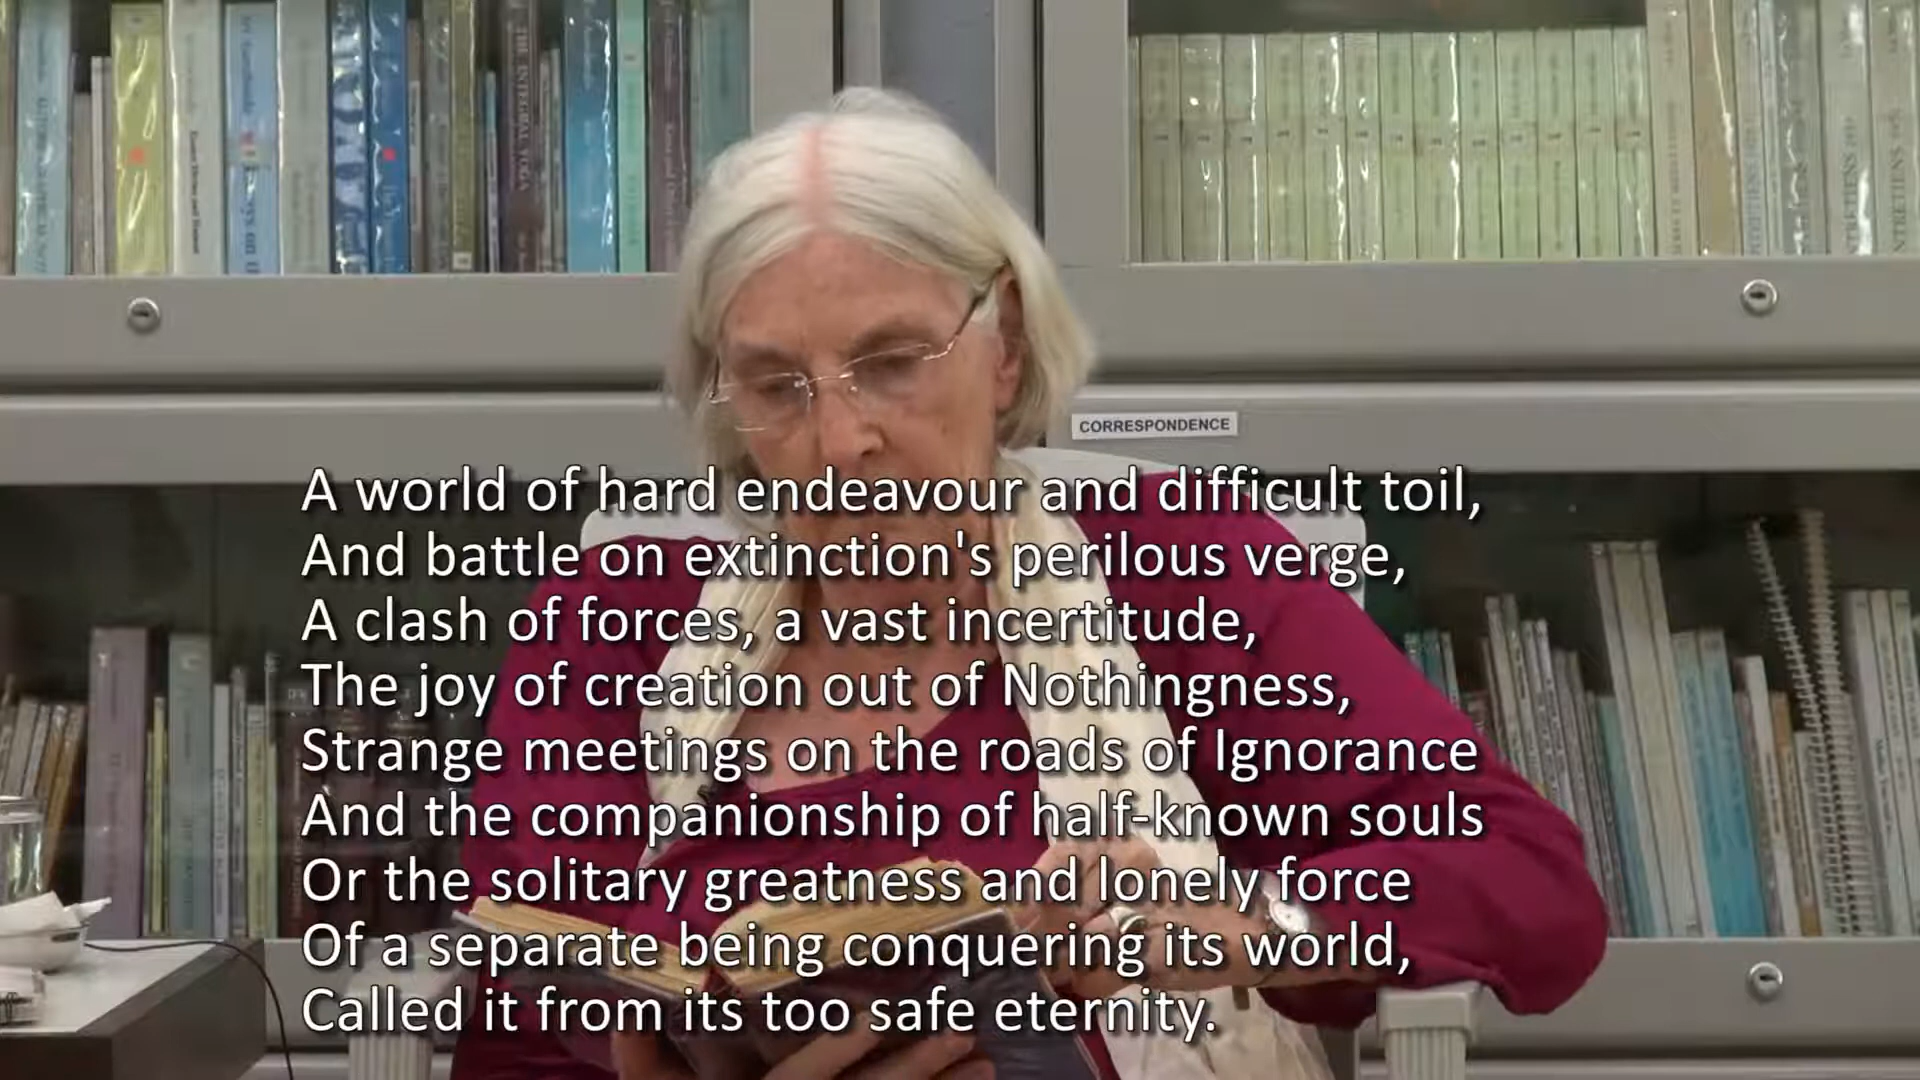 THE INTEGRAL YOGA
CORRESPONDENCE
A world of hard endeavour and difficult toil,
And battle on extinction's perilous verge,
A clash of forces, a vast incertitude,
The joy of creation out of Nothingness,
Strange meetings on the roads of Ignorance
And the companionship of half-known souls
Or the solitary greatness and lonely force
Of a separate being conquering its world,
Called it from its too safe eternity.